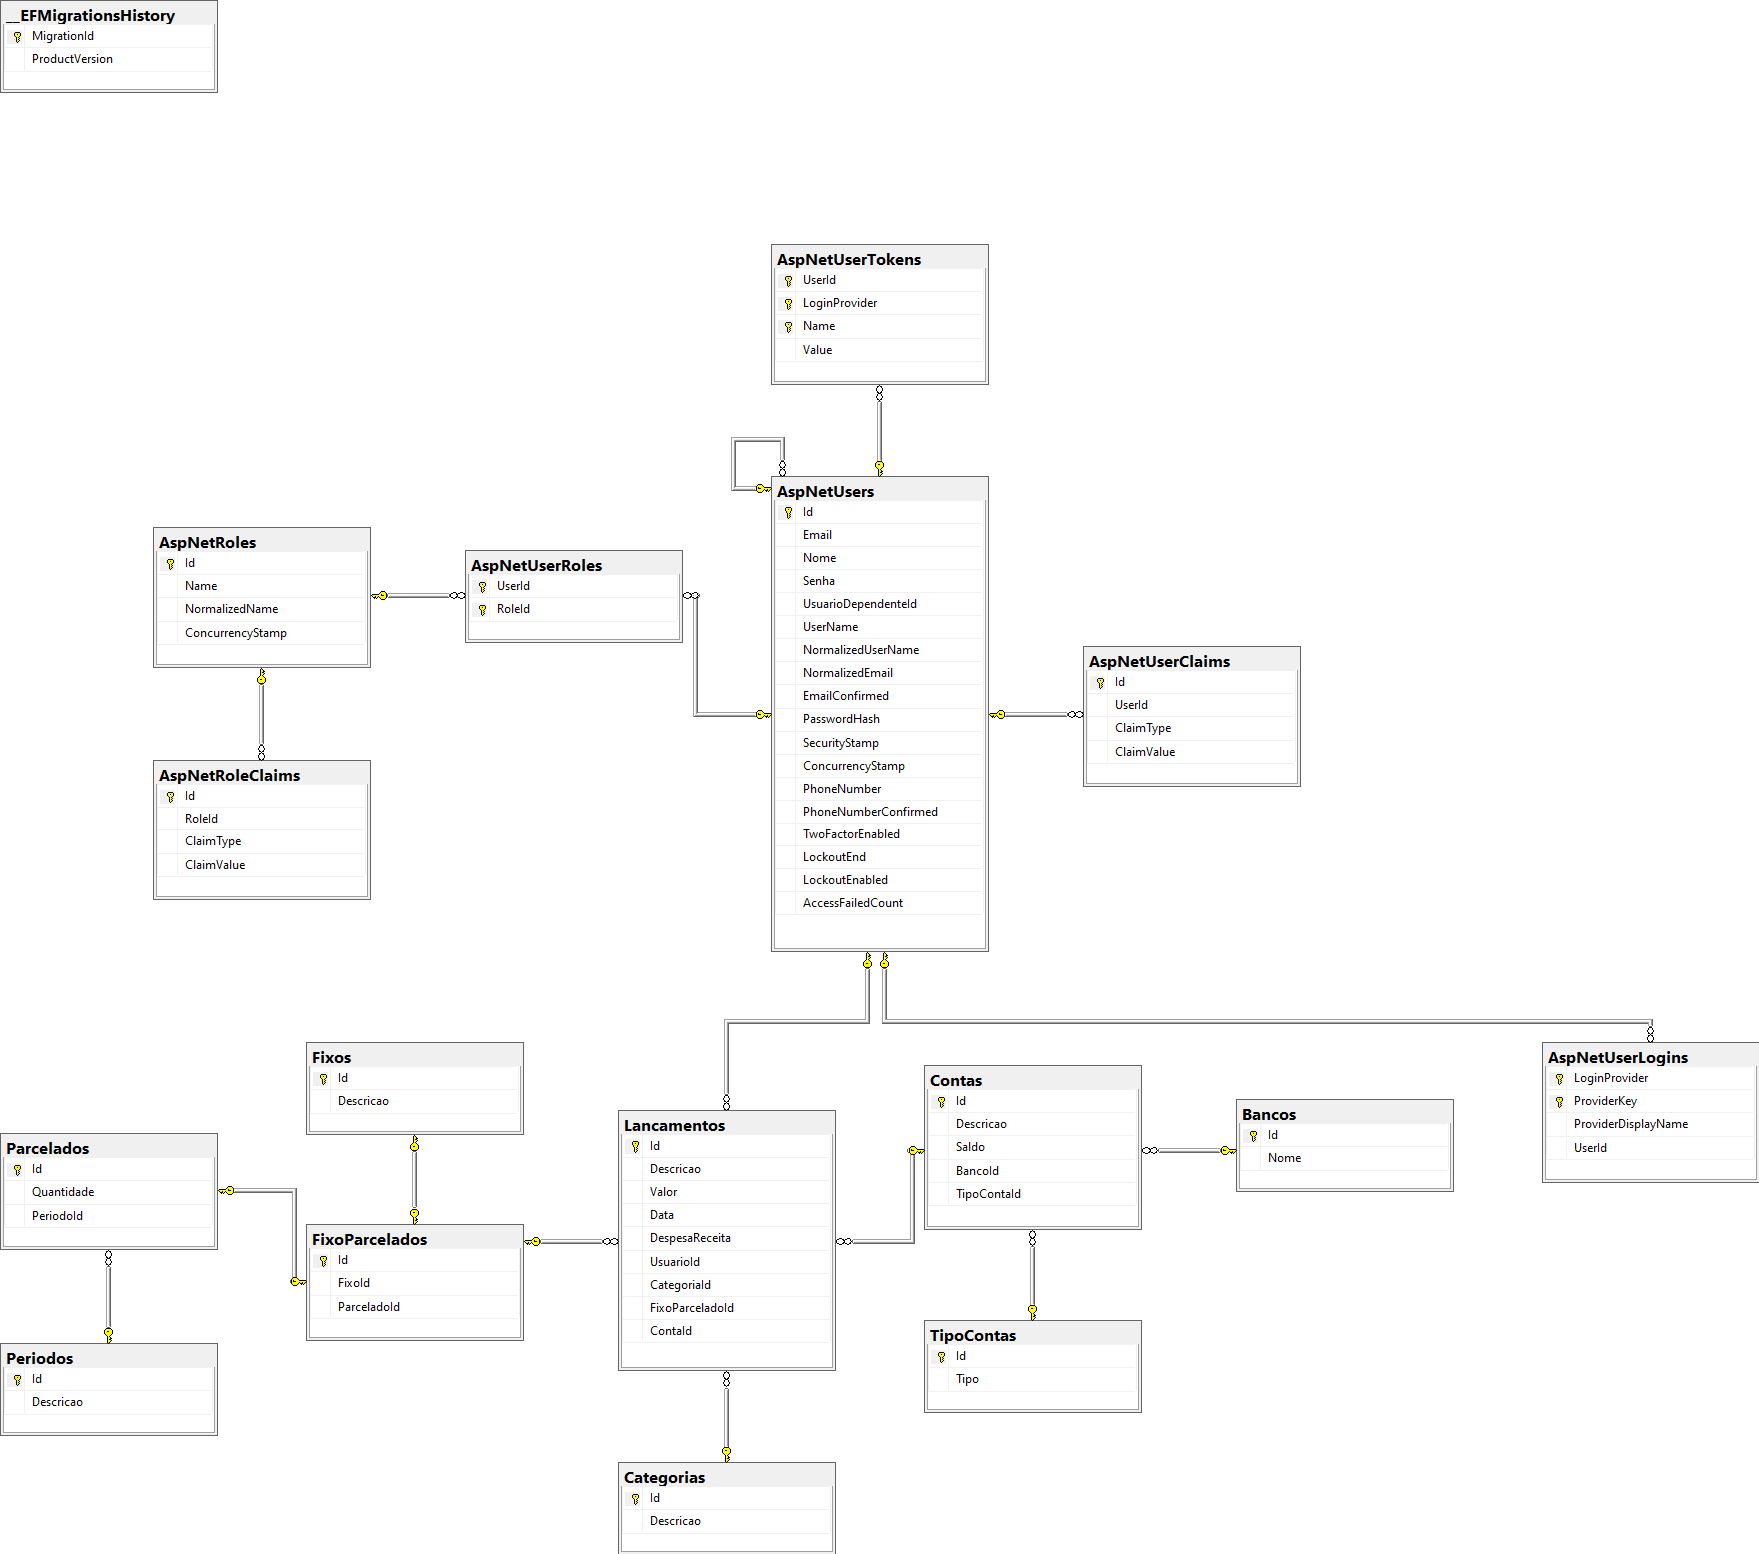 __EFMigrationsHistory
MigrationId
ProductVersion
AspNetUserTokens
UserId
LoginProvider
Name
Value
AspNetUsers
Id
Email
Nome
Senha
UsuarioDependenteId
UserName
NormalizedUserName
NormalizedEmail
EmailConfirmed
PasswordHash
SecurityStamp
ConcurrencyStamp
PhoneNumber
PhoneNumberConfirmed
TwoFactorEnabled
LockoutEnd
LockoutEnabled
AccessFailedCount
AspNetRoles
Id
Name
NormalizedName
ConcurrencyStamp
AspNetUserRoles
UserId
RoleId
AspNetUserClaims
Id
UserId
ClaimType
ClaimValue
AspNetRoleClaims
Id
RoleId
ClaimType
ClaimValue
Fixos
Id
Descricao
Parcelados
Id
Quantidade
PeriodoId
FixoParcelados
Id
FixoId
ParceladoId
Periodos
Id
Descricao
Lancamentos
Id
Descricao
Valor
Data
DespesaReceita
UsuarioId
CategoriaId
FixoParceladoId
ContaId
Contas
Id
Descricao
Saldo
BancoId
TipoContaId
Bancos
Id
Nome
AspNetUserLogins
LoginProvider
ProviderKey
ProviderDisplayName
UserId
TipoContas
Id
Tipo
Categorias
Id
Descricao